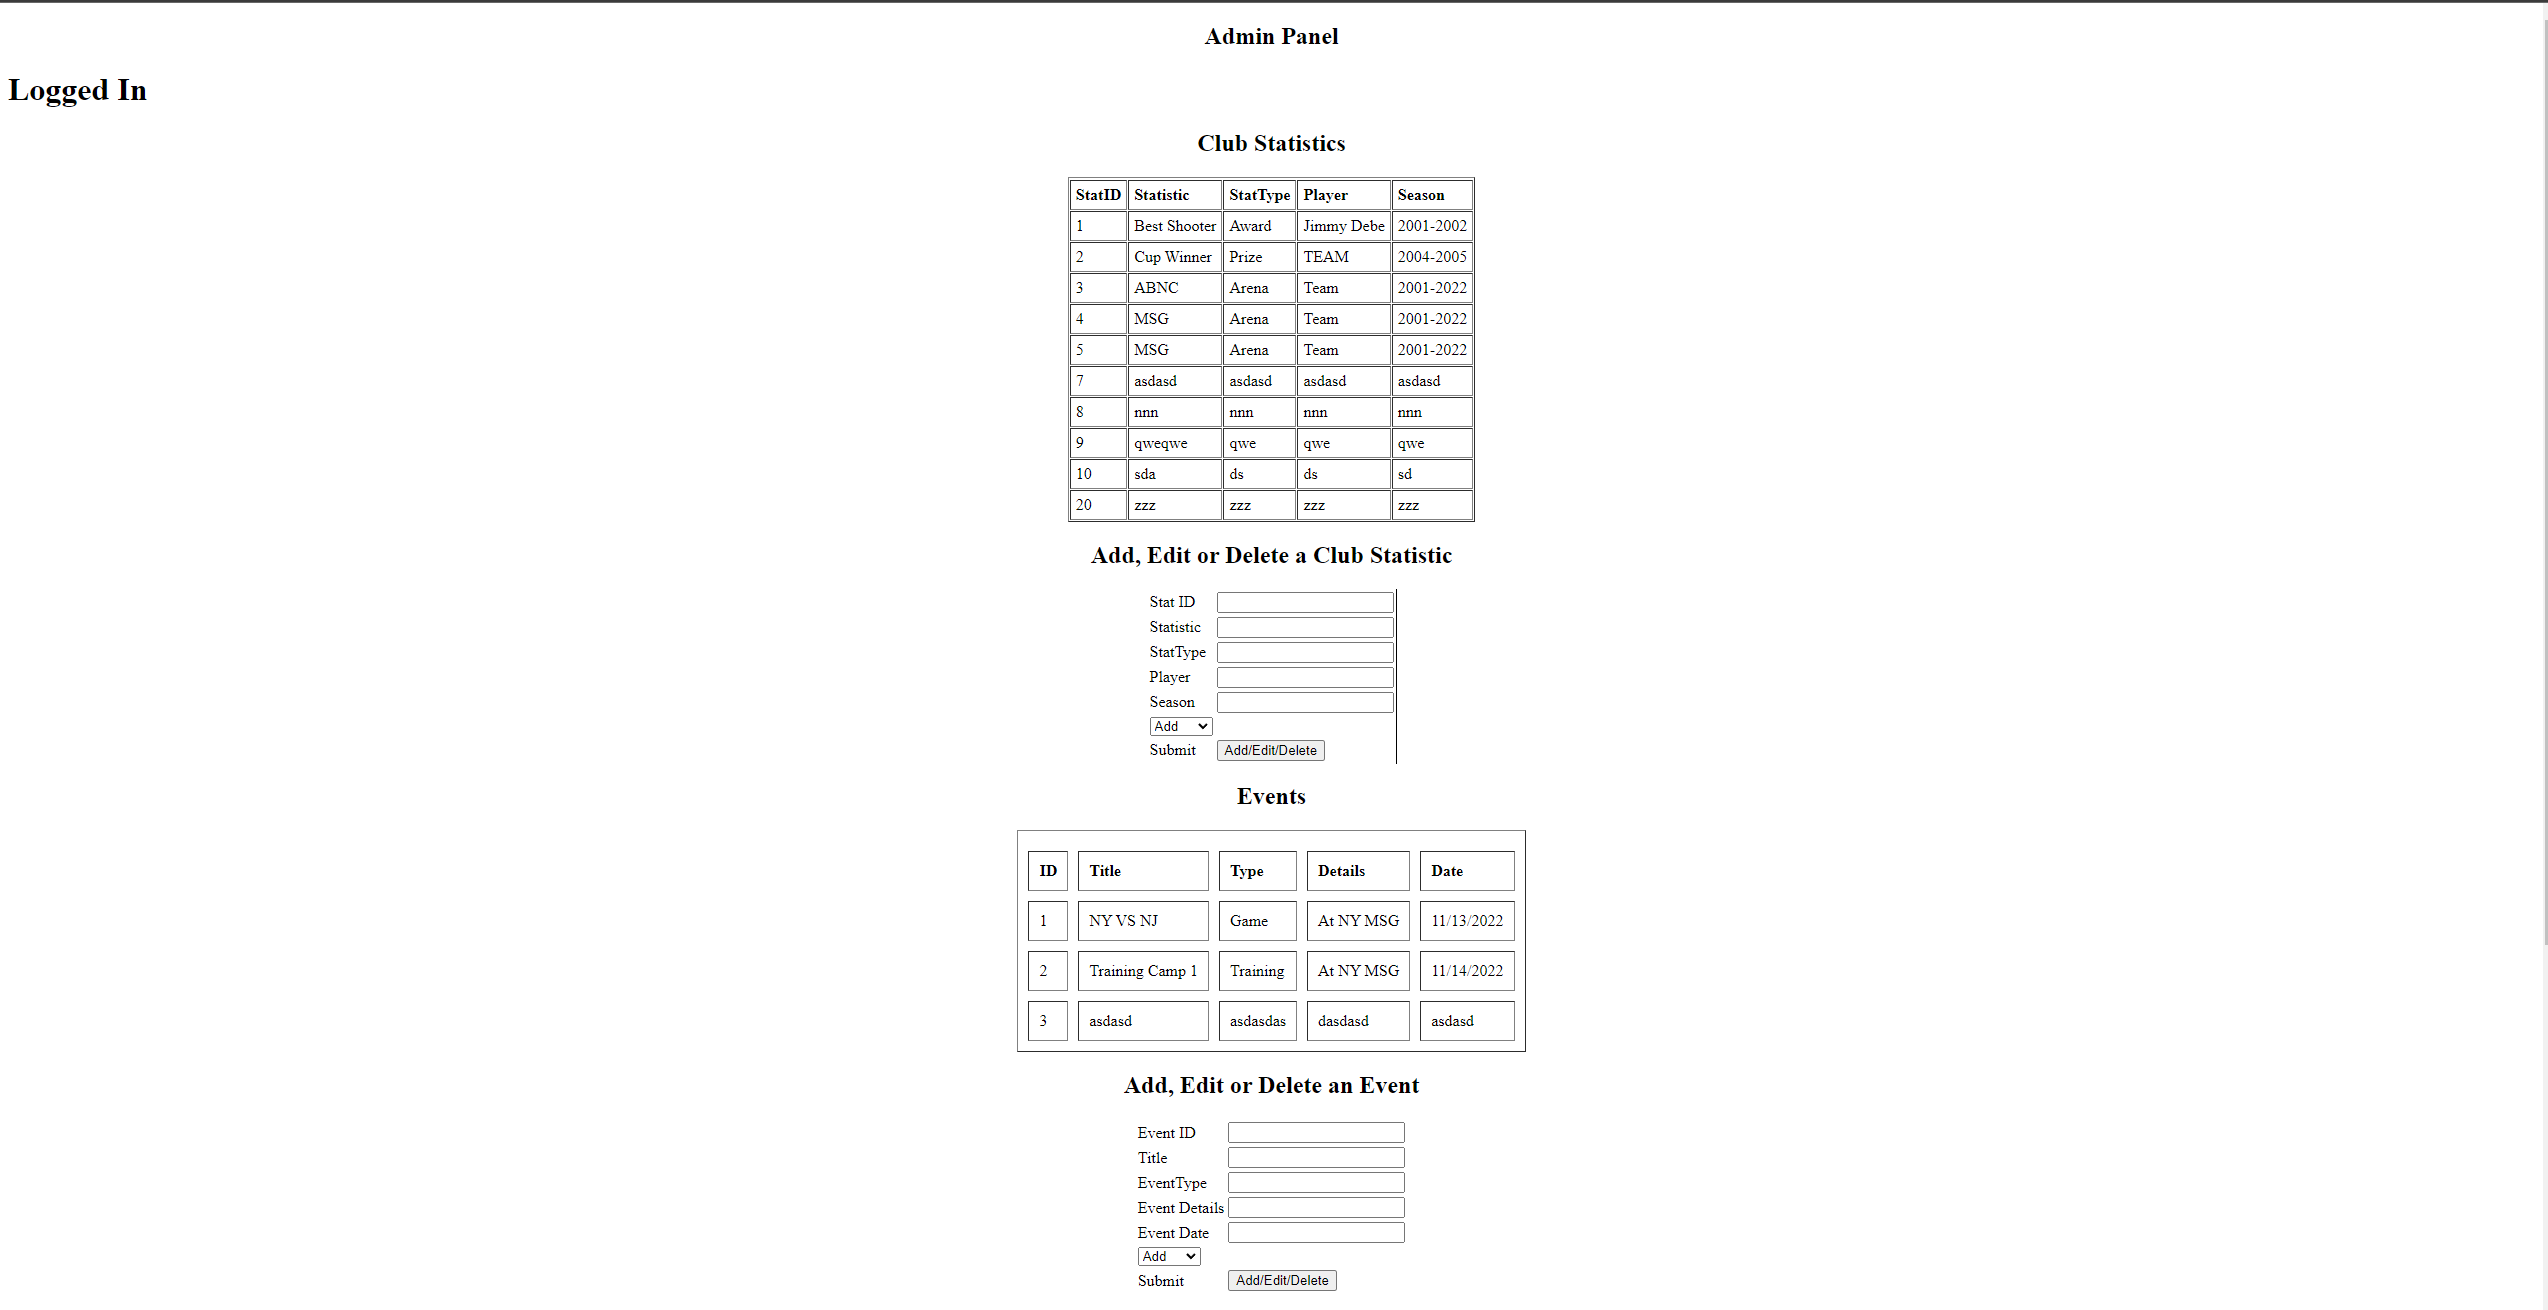 Admin Panel
Logged In
Club Statistics
StatID Statistic StatType Player Season
1 Best Shooter Award Jimmy Debe 2001-2002
2 Cup Winner Prize TEAM 2004-2005
3 ABNC Arena Team 2001-2022
4 MSG Arena Team 2001-2022
5 MSG Arena Team 2001-2022
7 asdasd asdasd asdasd asdasd
8 nnn nnn nnn nnn
9 qweqwe qwe qwe qwe
10 sda ds ds sd
20 zzz zzz zzz zzz
Add, Edit or Delete a Club Statistic
Stat ID
Statistic
StatType
Player
Season
Add
Submit Add/Edit/Delete
Events
ID Title Type Details Date
1 NY VS NJ Game At NY MSG 11/13/2022
2 Training Camp 1 Training At NY MSG 11/14/2022
3 asdasd asdasdas dasdasd asdasd
Add, Edit or Delete an Event
Event ID
Title
EventType
Event Details
Event Date
Add
Submit Add/Edit/Delete